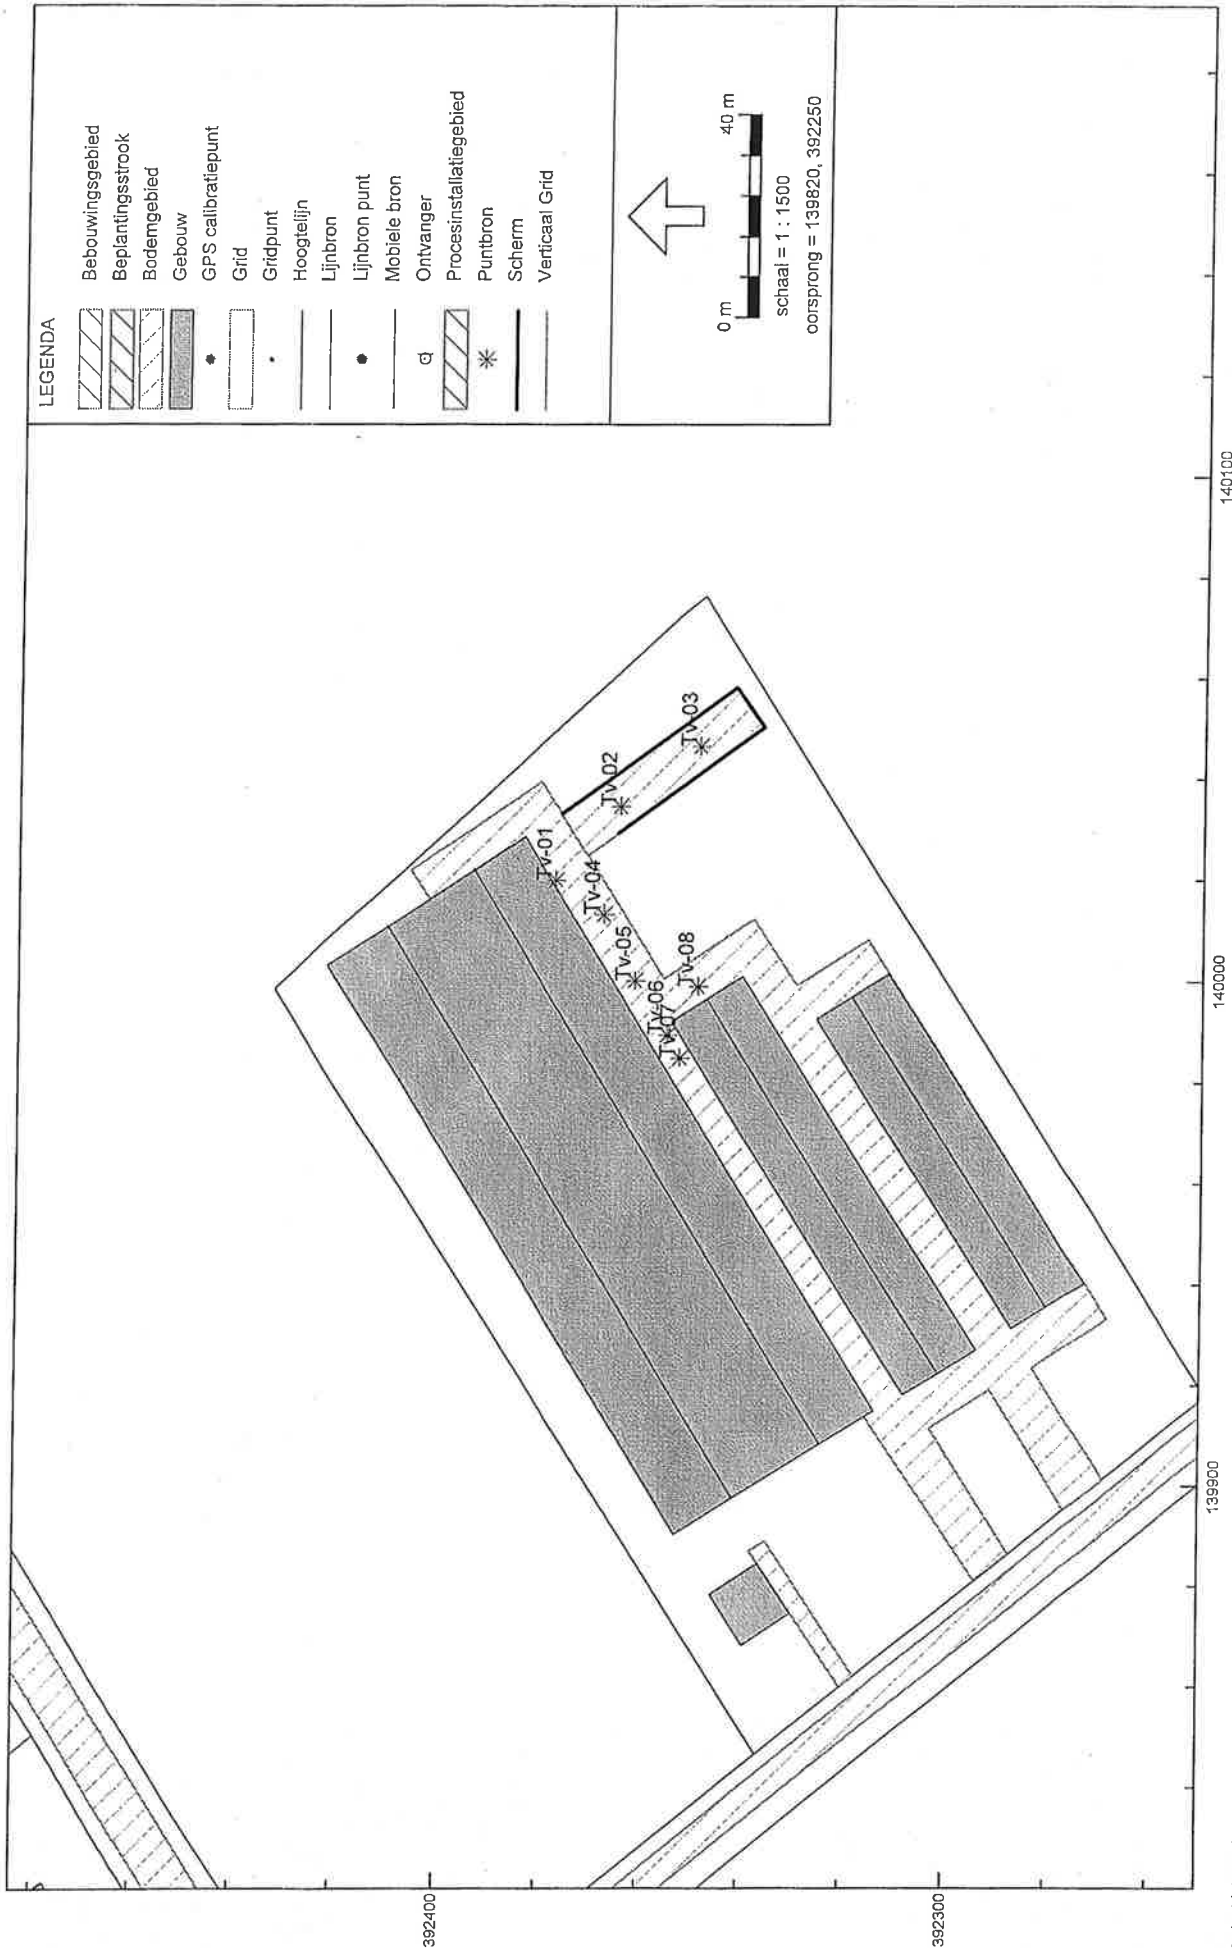 LEGENDA
Bebouwingsgebied
Beplantingsstrook
Bodemgebied
Gebouw
GPS calibratiepunt
Grid
Gridpunt
Hoogtelijn
Lijnbron
Lijnbron punt
Mobiele bron
Ontvanger
Procesinstallatiegebied
Puntbron
Scherm
Verticaal Grid
0 m
40 m
schaal = 1 : 1500
oorsprong = 139820, 392250
Tv-01
Tv-02
Tv-03
Tv-04
Tv-05
Tv-06
Tv-07
Tv-08
392400
392300
139900
140000
140100